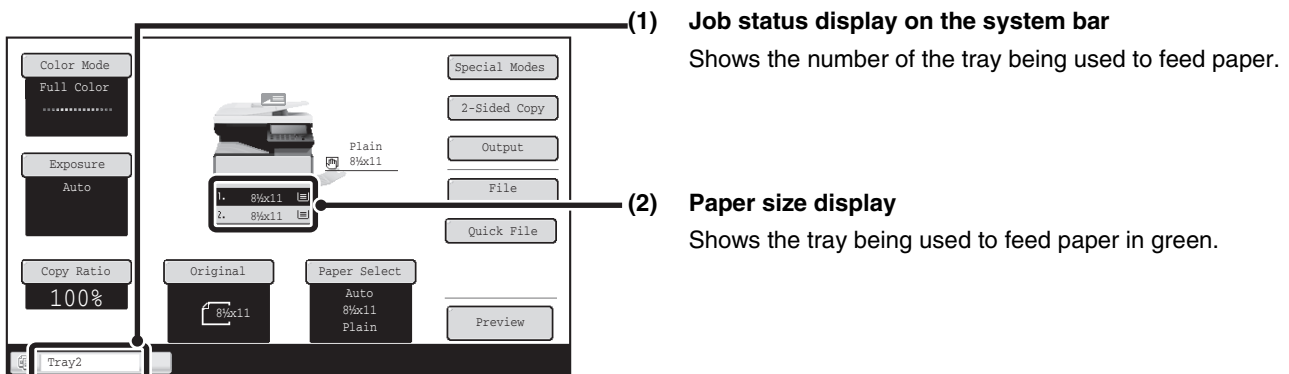 Color Mode
Full Color
Exposure
Auto
Copy Ratio
100%
Plain
8½x11
1. 8½x11
2. 8½x11
Original
8½x11
Paper Select
Auto
8½x11
Plain
Special Modes
2-Sided Copy
Output
File
Quick File
Preview
Tray2
(1) Job status display on the system bar
Shows the number of the tray being used to feed paper.
(2) Paper size display
Shows the tray being used to feed paper in green.